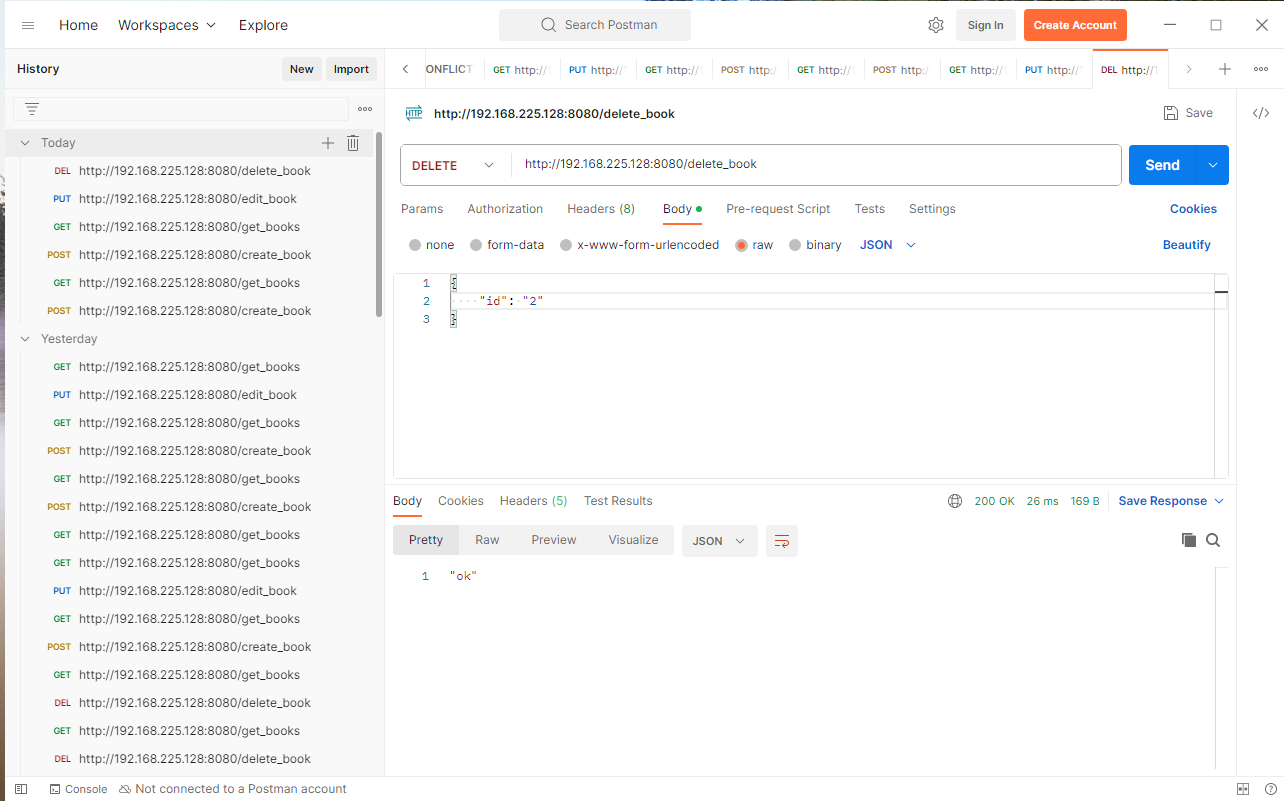 Home Workspaces Explore Search Postman Sign In Create Account
History New Import
ONFLICT GET http://1 PUT http:// GET http:// POST http: GET http:// POST http: GET http:// PUT http:// DEL http://1
http://192.168.225.128:8080/delete_book Save </>
Today
DEL http://192.168.225.128:8080/delete_book
PUT http://192.168.225.128:8080/edit_book
GET http://192.168.225.128:8080/get_books
POST http://192.168.225.128:8080/create_book
GET http://192.168.225.128:8080/get_books
POST http://192.168.225.128:8080/create_book
Yesterday
GET http://192.168.225.128:8080/get_books
PUT http://192.168.225.128:8080/edit_book
GET http://192.168.225.128:8080/get_books
POST http://192.168.225.128:8080/create_book
GET http://192.168.225.128:8080/get_books
POST http://192.168.225.128:8080/create_book
GET http://192.168.225.128:8080/get_books
GET http://192.168.225.128:8080/get_books
PUT http://192.168.225.128:8080/edit_book
GET http://192.168.225.128:8080/get_books
POST http://192.168.225.128:8080/create_book
GET http://192.168.225.128:8080/get_books
DEL http://192.168.225.128:8080/delete_book
GET http://192.168.225.128:8080/get_books
DEL http://192.168.225.128:8080/delete_book
DELETE http://192.168.225.128:8080/delete_book Send
Params Authorization Headers (8) Body Pre-request Script Tests Settings Cookies
none form-data x-www-form-urlencoded raw binary JSON Beautify
1 {
2 "id": "2"
3 }
Body Cookies Headers (5) Test Results 200 OK 26 ms 169 B Save Response
Pretty Raw Preview Visualize JSON
1 "ok"
Console Not connected to a Postman account